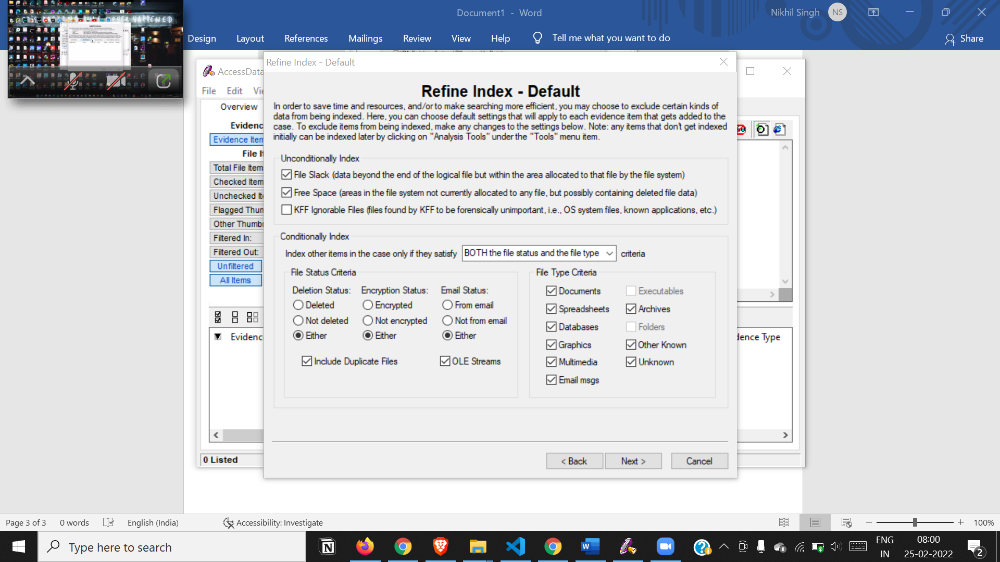 Document1 - Word
Nikhil Singh NS
Design Layout References Mailings Review View Help Tell me what you want to do Share
Refine Index - Default
AccessData
File Edit
Overview
Evidenc
Evidence Item
File It
Total File Item
Checked Item
Unchecked Ite
Flagged Thum
Other Thumbn
Filtered In:
Filtered Out:
Unfiltered
All Items
Evidenc
dence Type
0 Listed
Refine Index - Default
In order to save time and resources, and/or to make searching more efficient, you may choose to exclude certain kinds of
data from being indexed. Here, you can choose default settings that will apply to each evidence item that gets added to the
case. To exclude items from being indexed, make any changes to the settings below. Note: any items that don't get indexed
initially can be indexed later by clicking on "Analysis Tools" under the "Tools" menu item.
Unconditionally Index
File Slack (data beyond the end of the logical file but within the area allocated to that file by the file system)
Free Space (areas in the file system not currently allocated to any file, but possibly containing deleted file data)
KFF Ignorable Files (files found by KFF to be forensically unimportant, i.e., OS system files, known applications, etc.)
Conditionally Index
Index other items in the case only if they satisfy BOTH the file status and the file type criteria
File Status Criteria
Deletion Status: Encryption Status: Email Status:
Deleted Encrypted From email
Not deleted Not encrypted Not from email
Either Either Either
Include Duplicate Files OLE Streams
File Type Criteria
Documents Executables
Spreadsheets Archives
Databases Folders
Graphics Other Known
Multimedia Unknown
Email msgs
< Back Next > Cancel
Page 3 of 3 0 words English (India) Accessibility: Investigate 100%
Type here to search
ENG
IN
08:00
25-02-2022
2